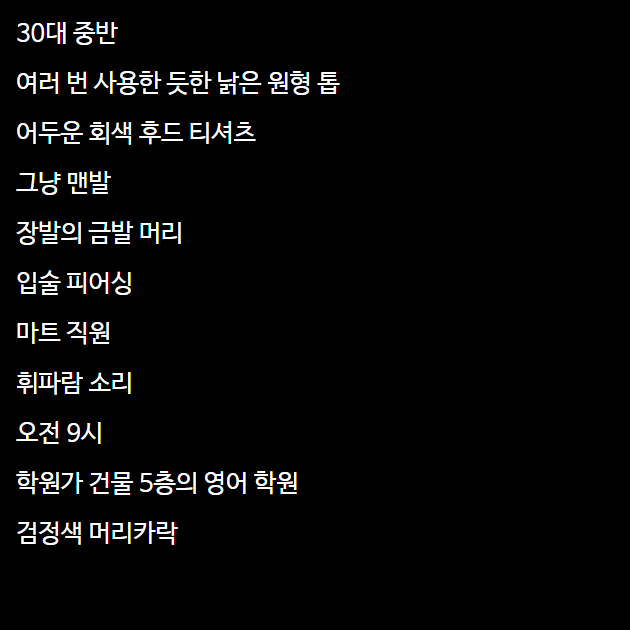 30대 중반
여러 번 사용한 듯한 낡은 원형 톱
어두운 회색 후드 티셔츠
그냥 맨발
장발의 금발 머리
입술 피어싱
마트 직원
휘파람 소리
오전 9시
학원가 건물 5층의 영어 학원
검정색 머리카락